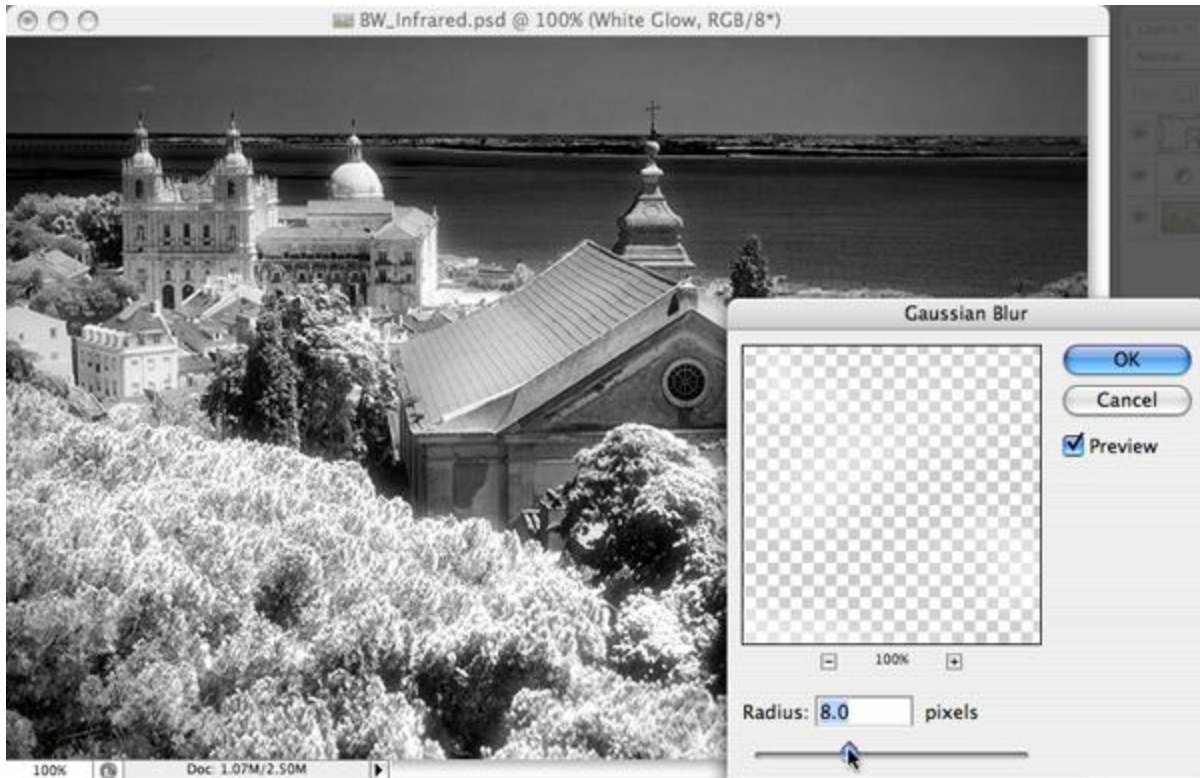 BW_Infrared.psd @ 100% (White Glow, RGB/8*)
Gaussian Blur
OK
Cancel
Preview
100%
Radius: 8.0 pixels
100%
Doc: 1.07M/2.50M